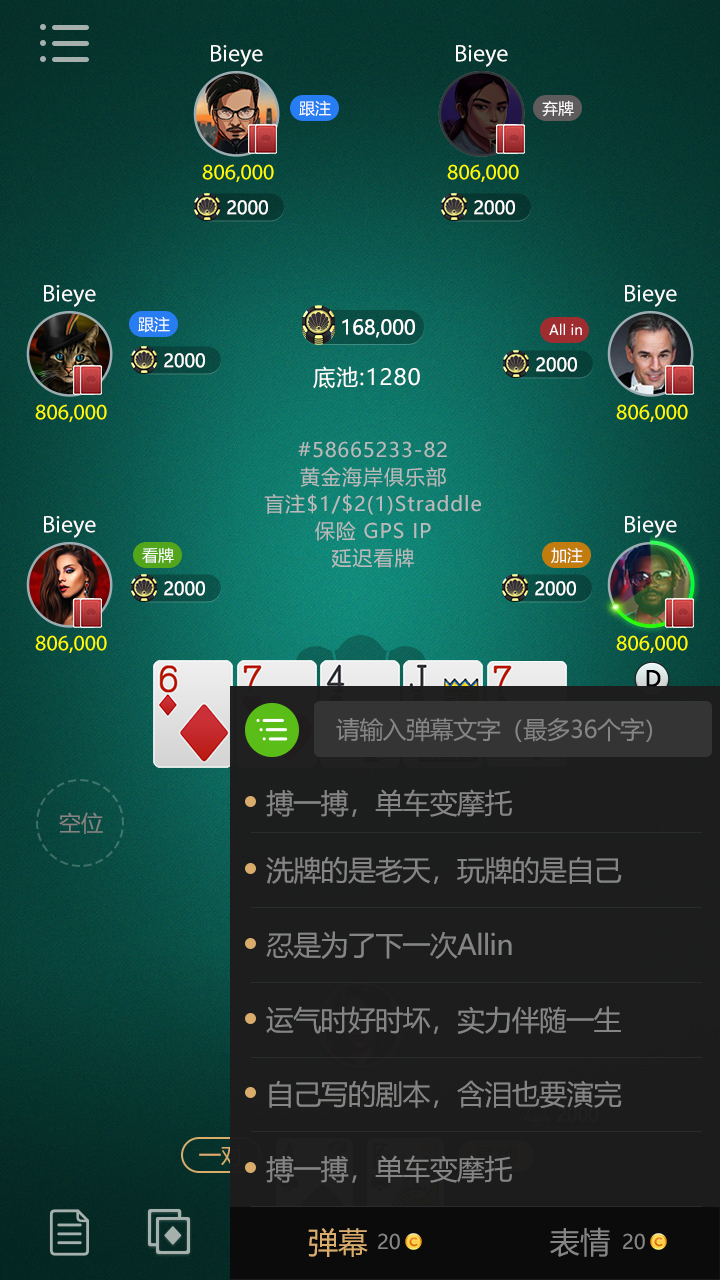 Bieye
Bieye
跟注
弃牌
806,000
806,000
2000
2000
Bieye
Bieye
跟注
168,000
All in
2000
2000
806,000
底池:1280
806,000
#58665233-82
黄金海岸俱乐部
盲注$1/$2(1)Straddle
保险 GPS IP
延迟看牌
Bieye
Bieye
看牌
加注
2000
2000
806,000
806,000
6 7 4 J 7
D
请输入弹幕文字（最多36个字）
空位
搏一搏，单车变摩托
洗牌的是老天，玩牌的是自己
忍是为了下一次Allin
运气时好时坏，实力伴随一生
自己写的剧本，含泪也要演完
搏一搏，单车变摩托
一
弹幕 20 C
表情 20 C